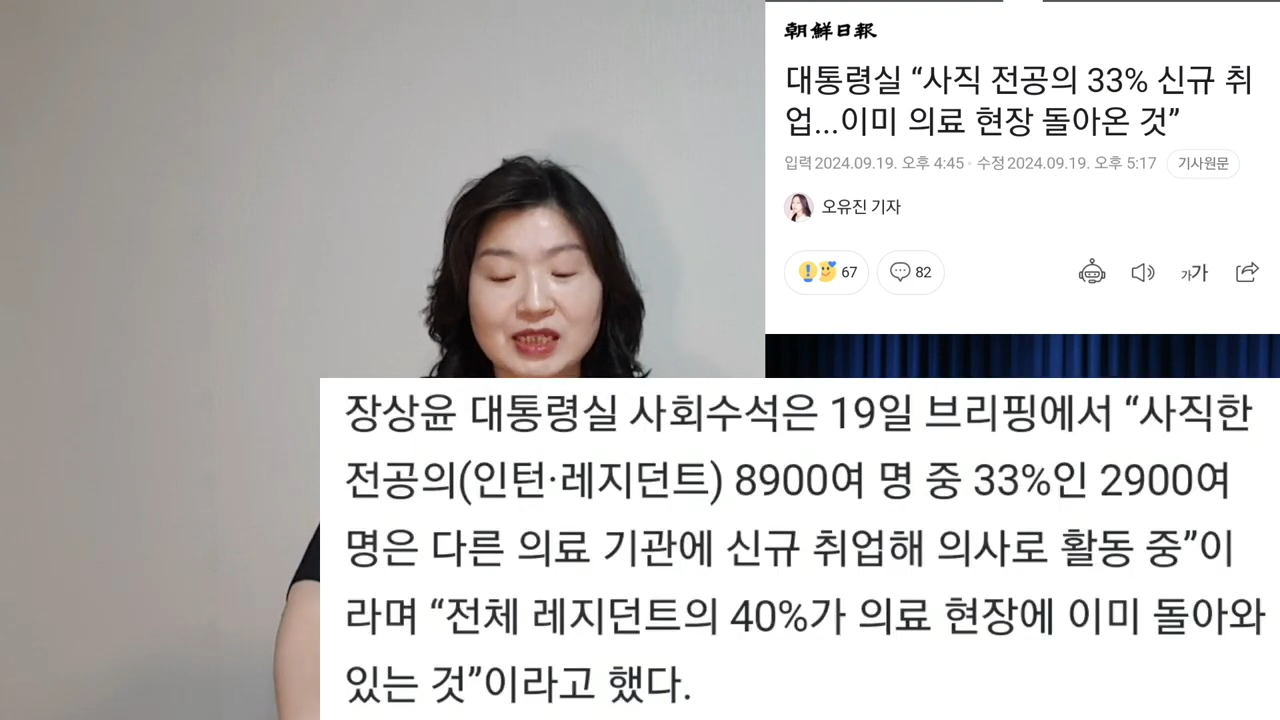 朝鮮日報
대통령실 “사직 전공의 33% 신규 취
업...이미 의료 현장 돌아온 것”
입력 2024.09.19. 오후 4:45 · 수정 2024.09.19. 오후 5:17 기사원문
오유진 기자
67 82 가가
장상윤 대통령실 사회수석은 19일 브리핑에서 “사직한
전공의(인턴·레지던트) 8900여 명 중 33%인 2900여
명은 다른 의료 기관에 신규 취업해 의사로 활동 중”이
라며 “전체 레지던트의 40%가 의료 현장에 이미 돌아와
있는 것”이라고 했다.